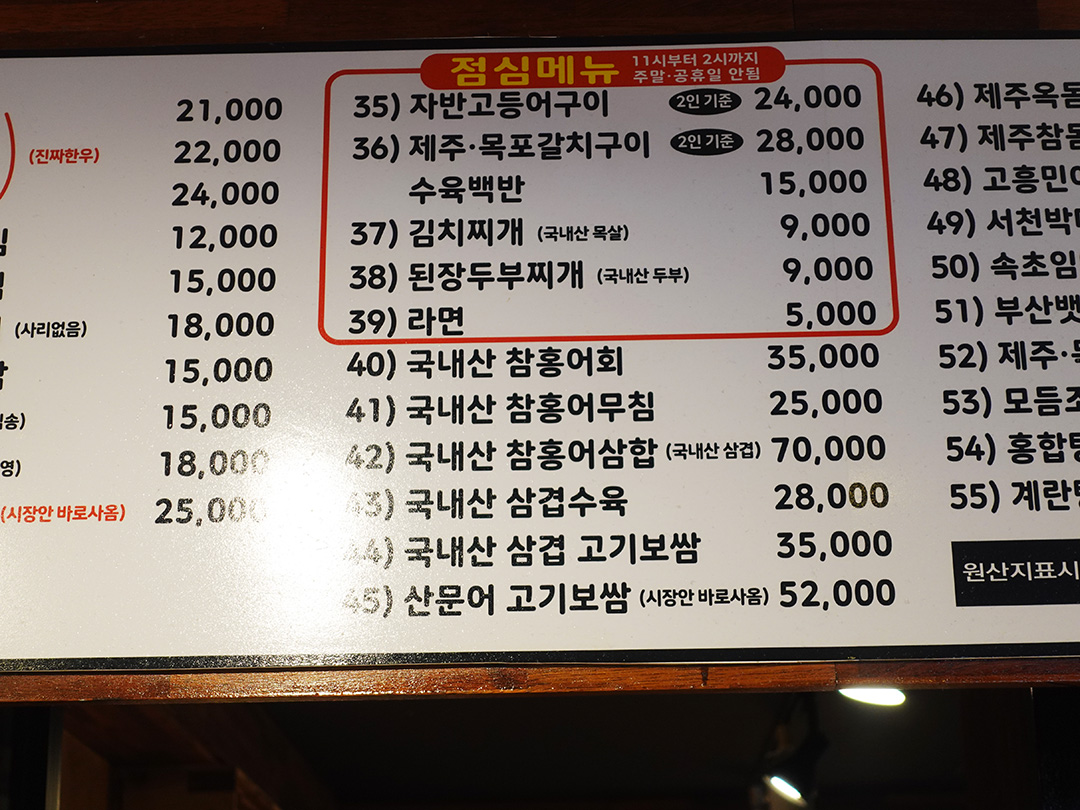 21,000
(진짜한우) 22,000
24,000
12,000
15,000
(사리없음) 18,000
15,000
15,000
18,000
(시장안 바로사옴) 25,000
점심메뉴 11시부터 2시까지
주말·공휴일 안됨
35) 자반고등어구이 2인 기준 24,000
36) 제주·목포갈치구이 2인 기준 28,000
수육백반 15,000
37) 김치찌개 (국내산 목살) 9,000
38) 된장두부찌개 (국내산 두부) 9,000
39) 라면 5,000
40) 국내산 참홍어회 35,000
41) 국내산 참홍어무침 25,000
42) 국내산 참홍어삼합 (국내산 삼겹) 70,000
43) 국내산 삼겹수육 28,000
44) 국내산 삼겹 고기보쌈 35,000
45) 산문어 고기보쌈 (시장안 바로사옴) 52,000
46) 제주옥돔
47) 제주참돔
48) 고흥민어
49) 서천박대
50) 속초임
51) 부산뱃
52) 제주·
53) 모듬조
54) 홍합탕
55) 계란
원산지표시